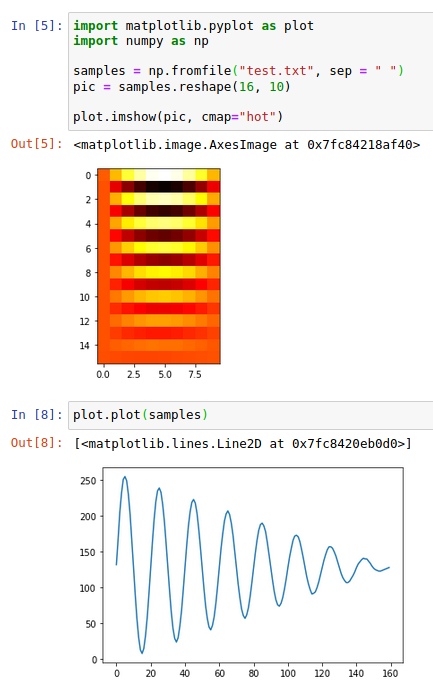 In [5]: import matplotlib.pyplot as plot
import numpy as np
samples = np.fromfile("test.txt", sep = " ")
pic = samples.reshape(16, 10)
plot.imshow(pic, cmap="hot")
Out[5]: <matplotlib.image.AxesImage at 0x7fc84218af40>
0
2
4
6
8
10
12
14
0.0 2.5 5.0 7.5
In [8]: plot.plot(samples)
Out[8]: [<matplotlib.lines.Line2D at 0x7fc8420eb0d0>]
250
200
150
100
50
0
0 20 40 60 80 100 120 140 160